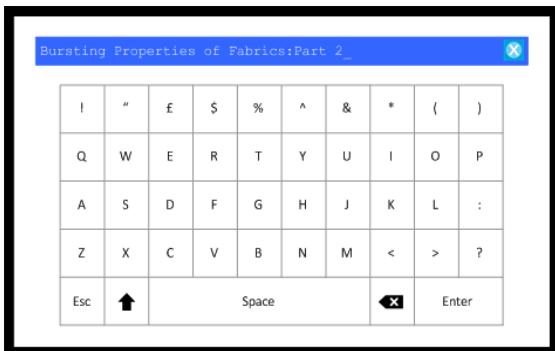 Bursting Properties of Fabrics:Part 2_
! " £ $ % ^ & * ( )
Q W E R T Y U I O P
A S D F G H J K L :
Z X C V B N M < > ?
Esc Space Enter